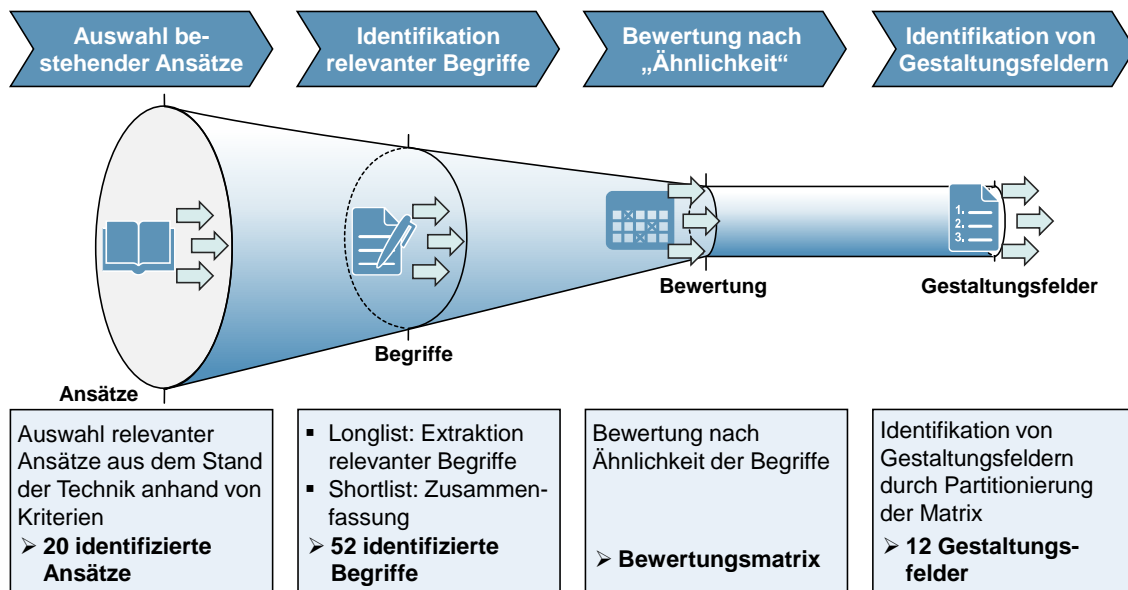 Auswahl be-
stehender Ansätze
Identifikation
relevanter Begriffe
Bewertung nach
„Ähnlichkeit“
Identifikation von
Gestaltungsfeldern
1.
2.
3.
Ansätze
Begriffe
Bewertung
Gestaltungsfelder
Auswahl relevanter
Ansätze aus dem Stand
der Technik anhand von
Kriterien
➢ 20 identifizierte
Ansätze
▪ Longlist: Extraktion
relevanter Begriffe
▪ Shortlist: Zusammen-
fassung
➢ 52 identifizierte
Begriffe
Bewertung nach
Ähnlichkeit der Begriffe
➢ Bewertungsmatrix
Identifikation von
Gestaltungsfeldern
durch Partitionierung
der Matrix
➢ 12 Gestaltungs-
felder